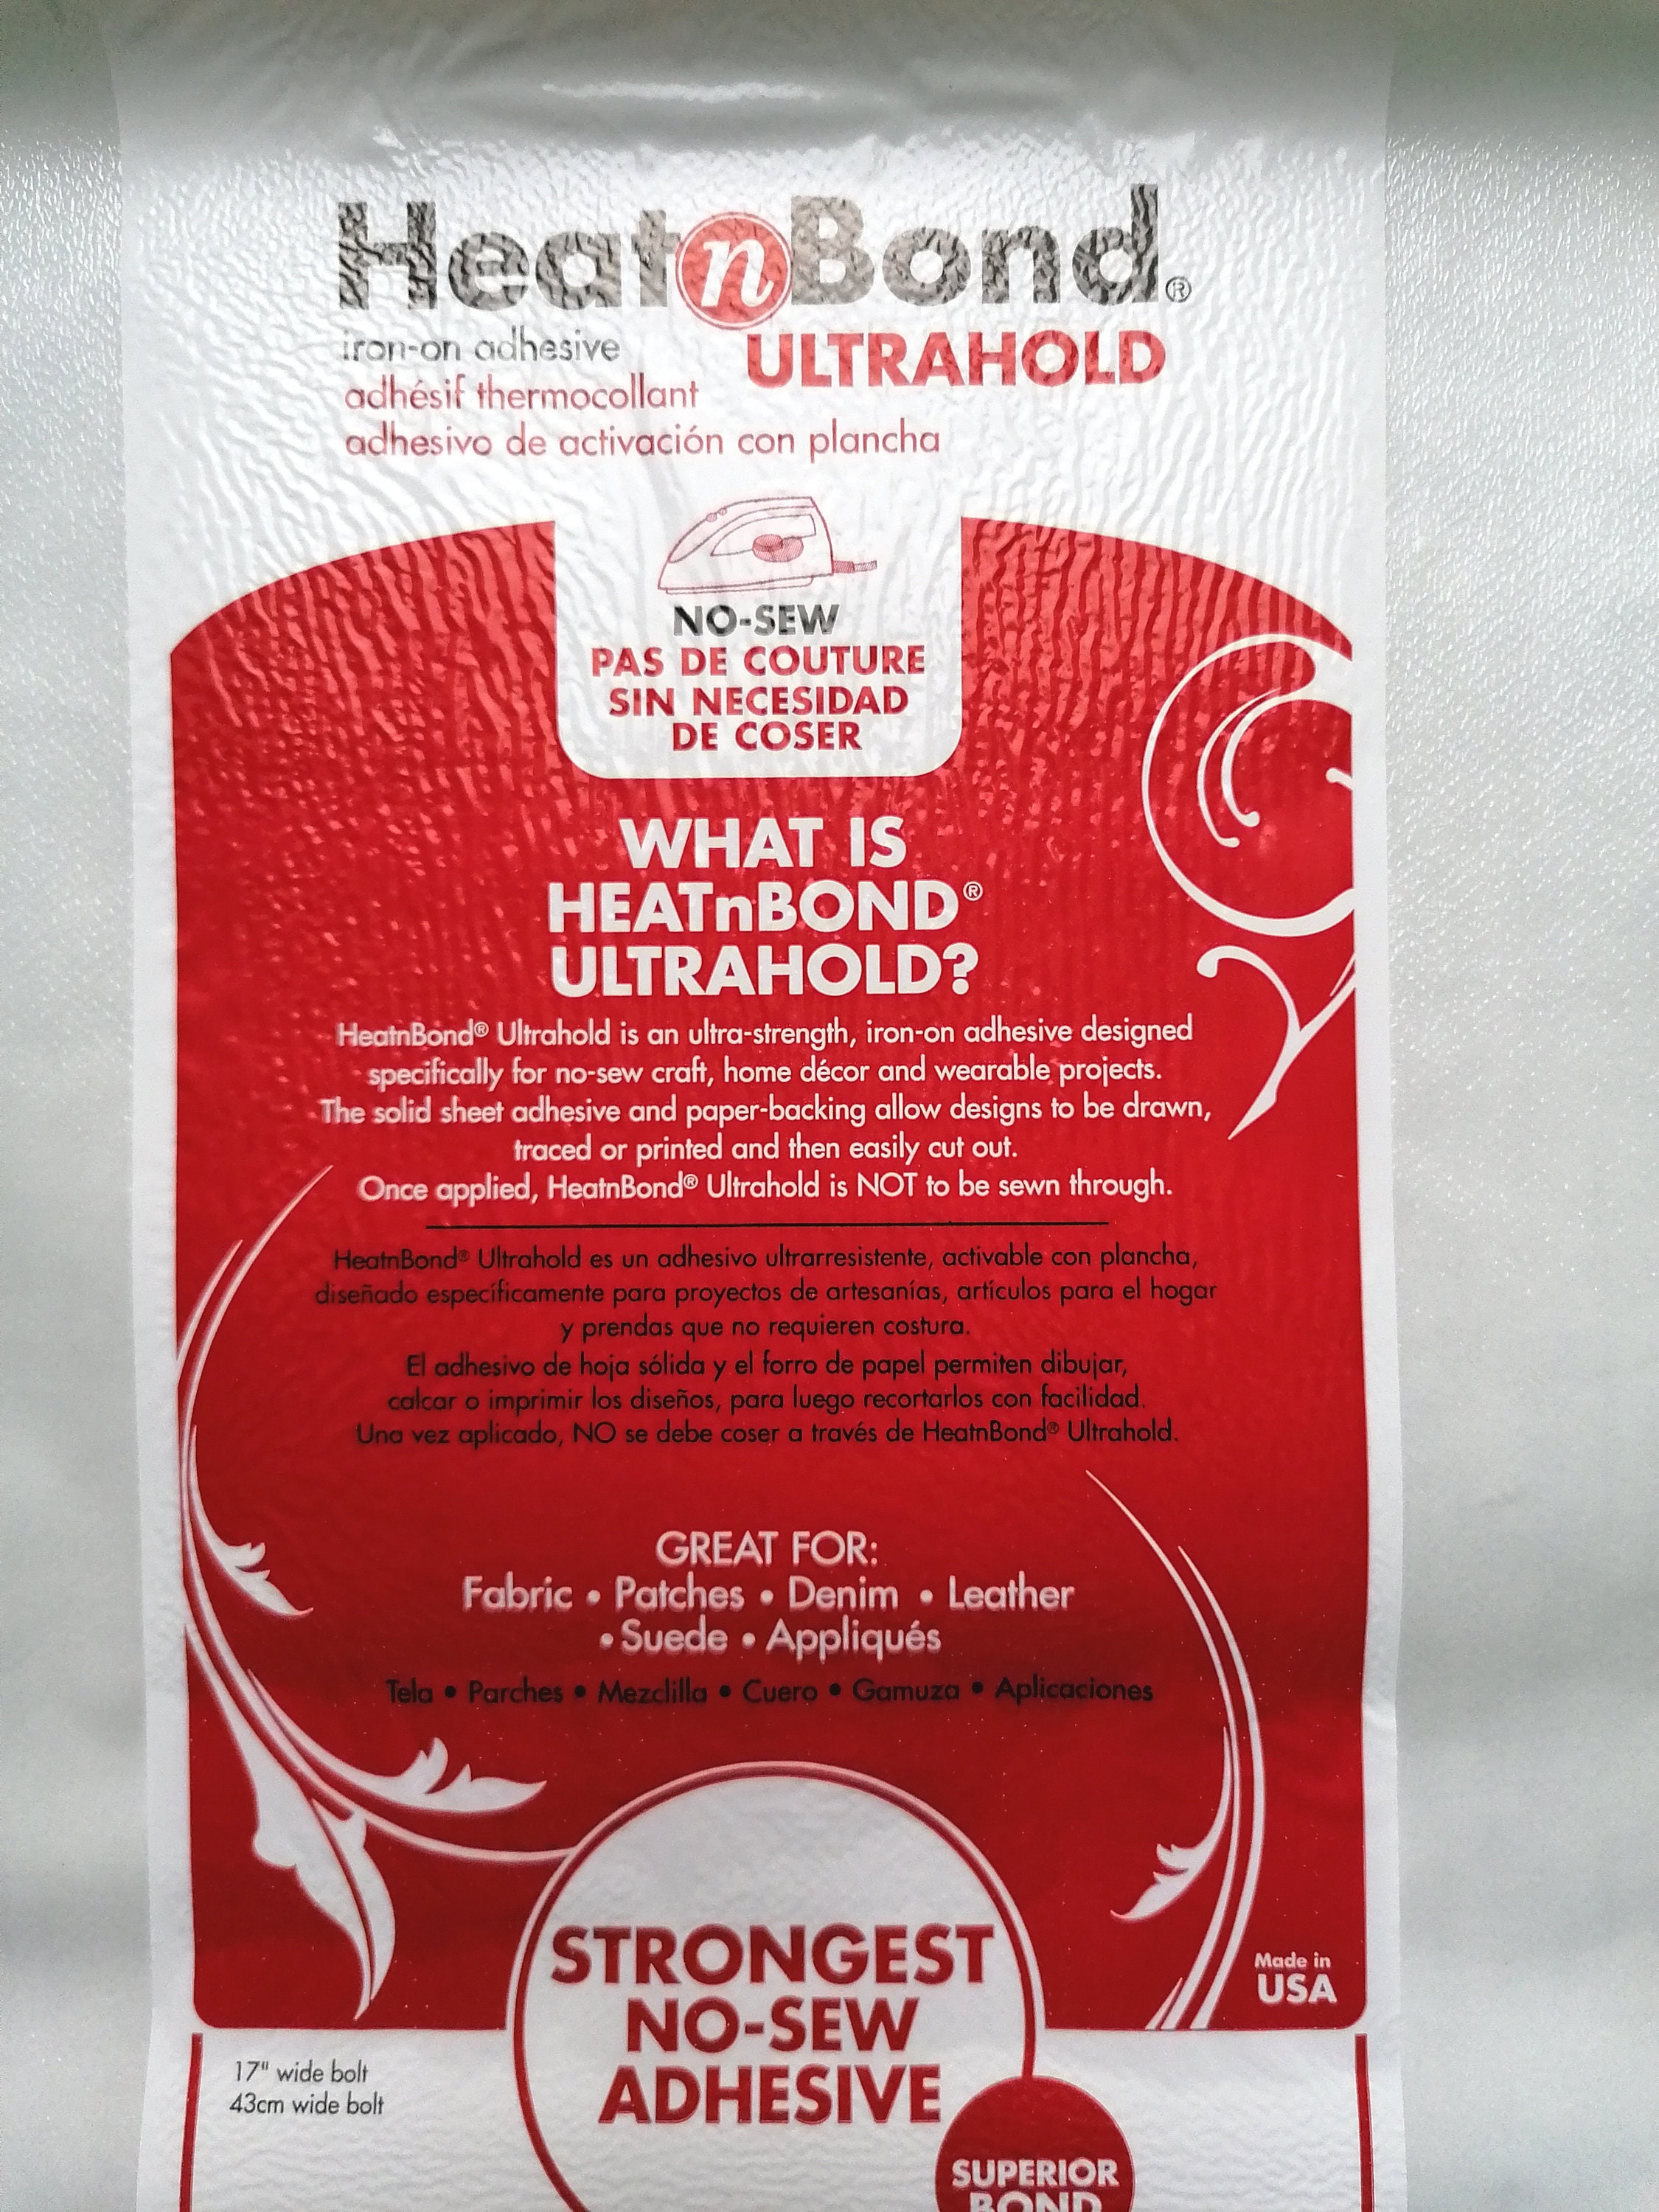 HeatnBond®
iron-on adhesive
ULTRAHOLD
adhésif thermocollant
adhesivo de activación con plancha
NO-SEW
PAS DE COUTURE
SIN NECESIDAD
DE COSER
WHAT IS
HEATnBOND®
ULTRAHOLD?
HeatnBond® Ultrahold is an ultra-strength, iron-on adhesive designed
specifically for no-sew craft, home décor and wearable projects.
The solid sheet adhesive and paper-backing allow designs to be drawn,
traced or printed and then easily cut out.
Once applied, HeatnBond® Ultrahold is NOT to be sewn through.
HeatnBond® Ultrahold es un adhesivo ultrarresistente, activable con plancha,
diseñado específicamente para proyectos de artesanías, artículos para el hogar
y prendas que no requieren costura.
El adhesivo de hoja sólida y el forro de papel permiten dibujar,
calcar o imprimir los diseños, para luego recortarlos con facilidad.
Una vez aplicado, NO se debe coser a través de HeatnBond® Ultrahold.
GREAT FOR:
Fabric • Patches • Denim • Leather
• Suede • Appliqués
Tela • Parches • Mezclilla • Cuero • Gamuza • Aplicaciones
STRONGEST
NO-SEW
ADHESIVE
Made in
USA
17" wide bolt
43cm wide bolt
SUPERIOR
BOND